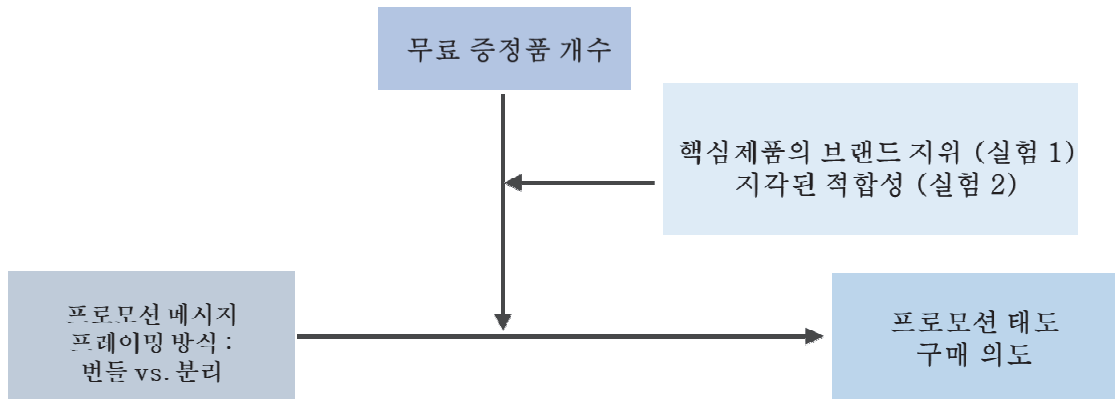 무료 증정품 개수
핵심제품의 브랜드 지위 (실험 1)
지각된 적합성 (실험 2)
프로모션 메시지
프레이밍 방식 :
번들 vs. 분리
프로모션 태도
구매 의도